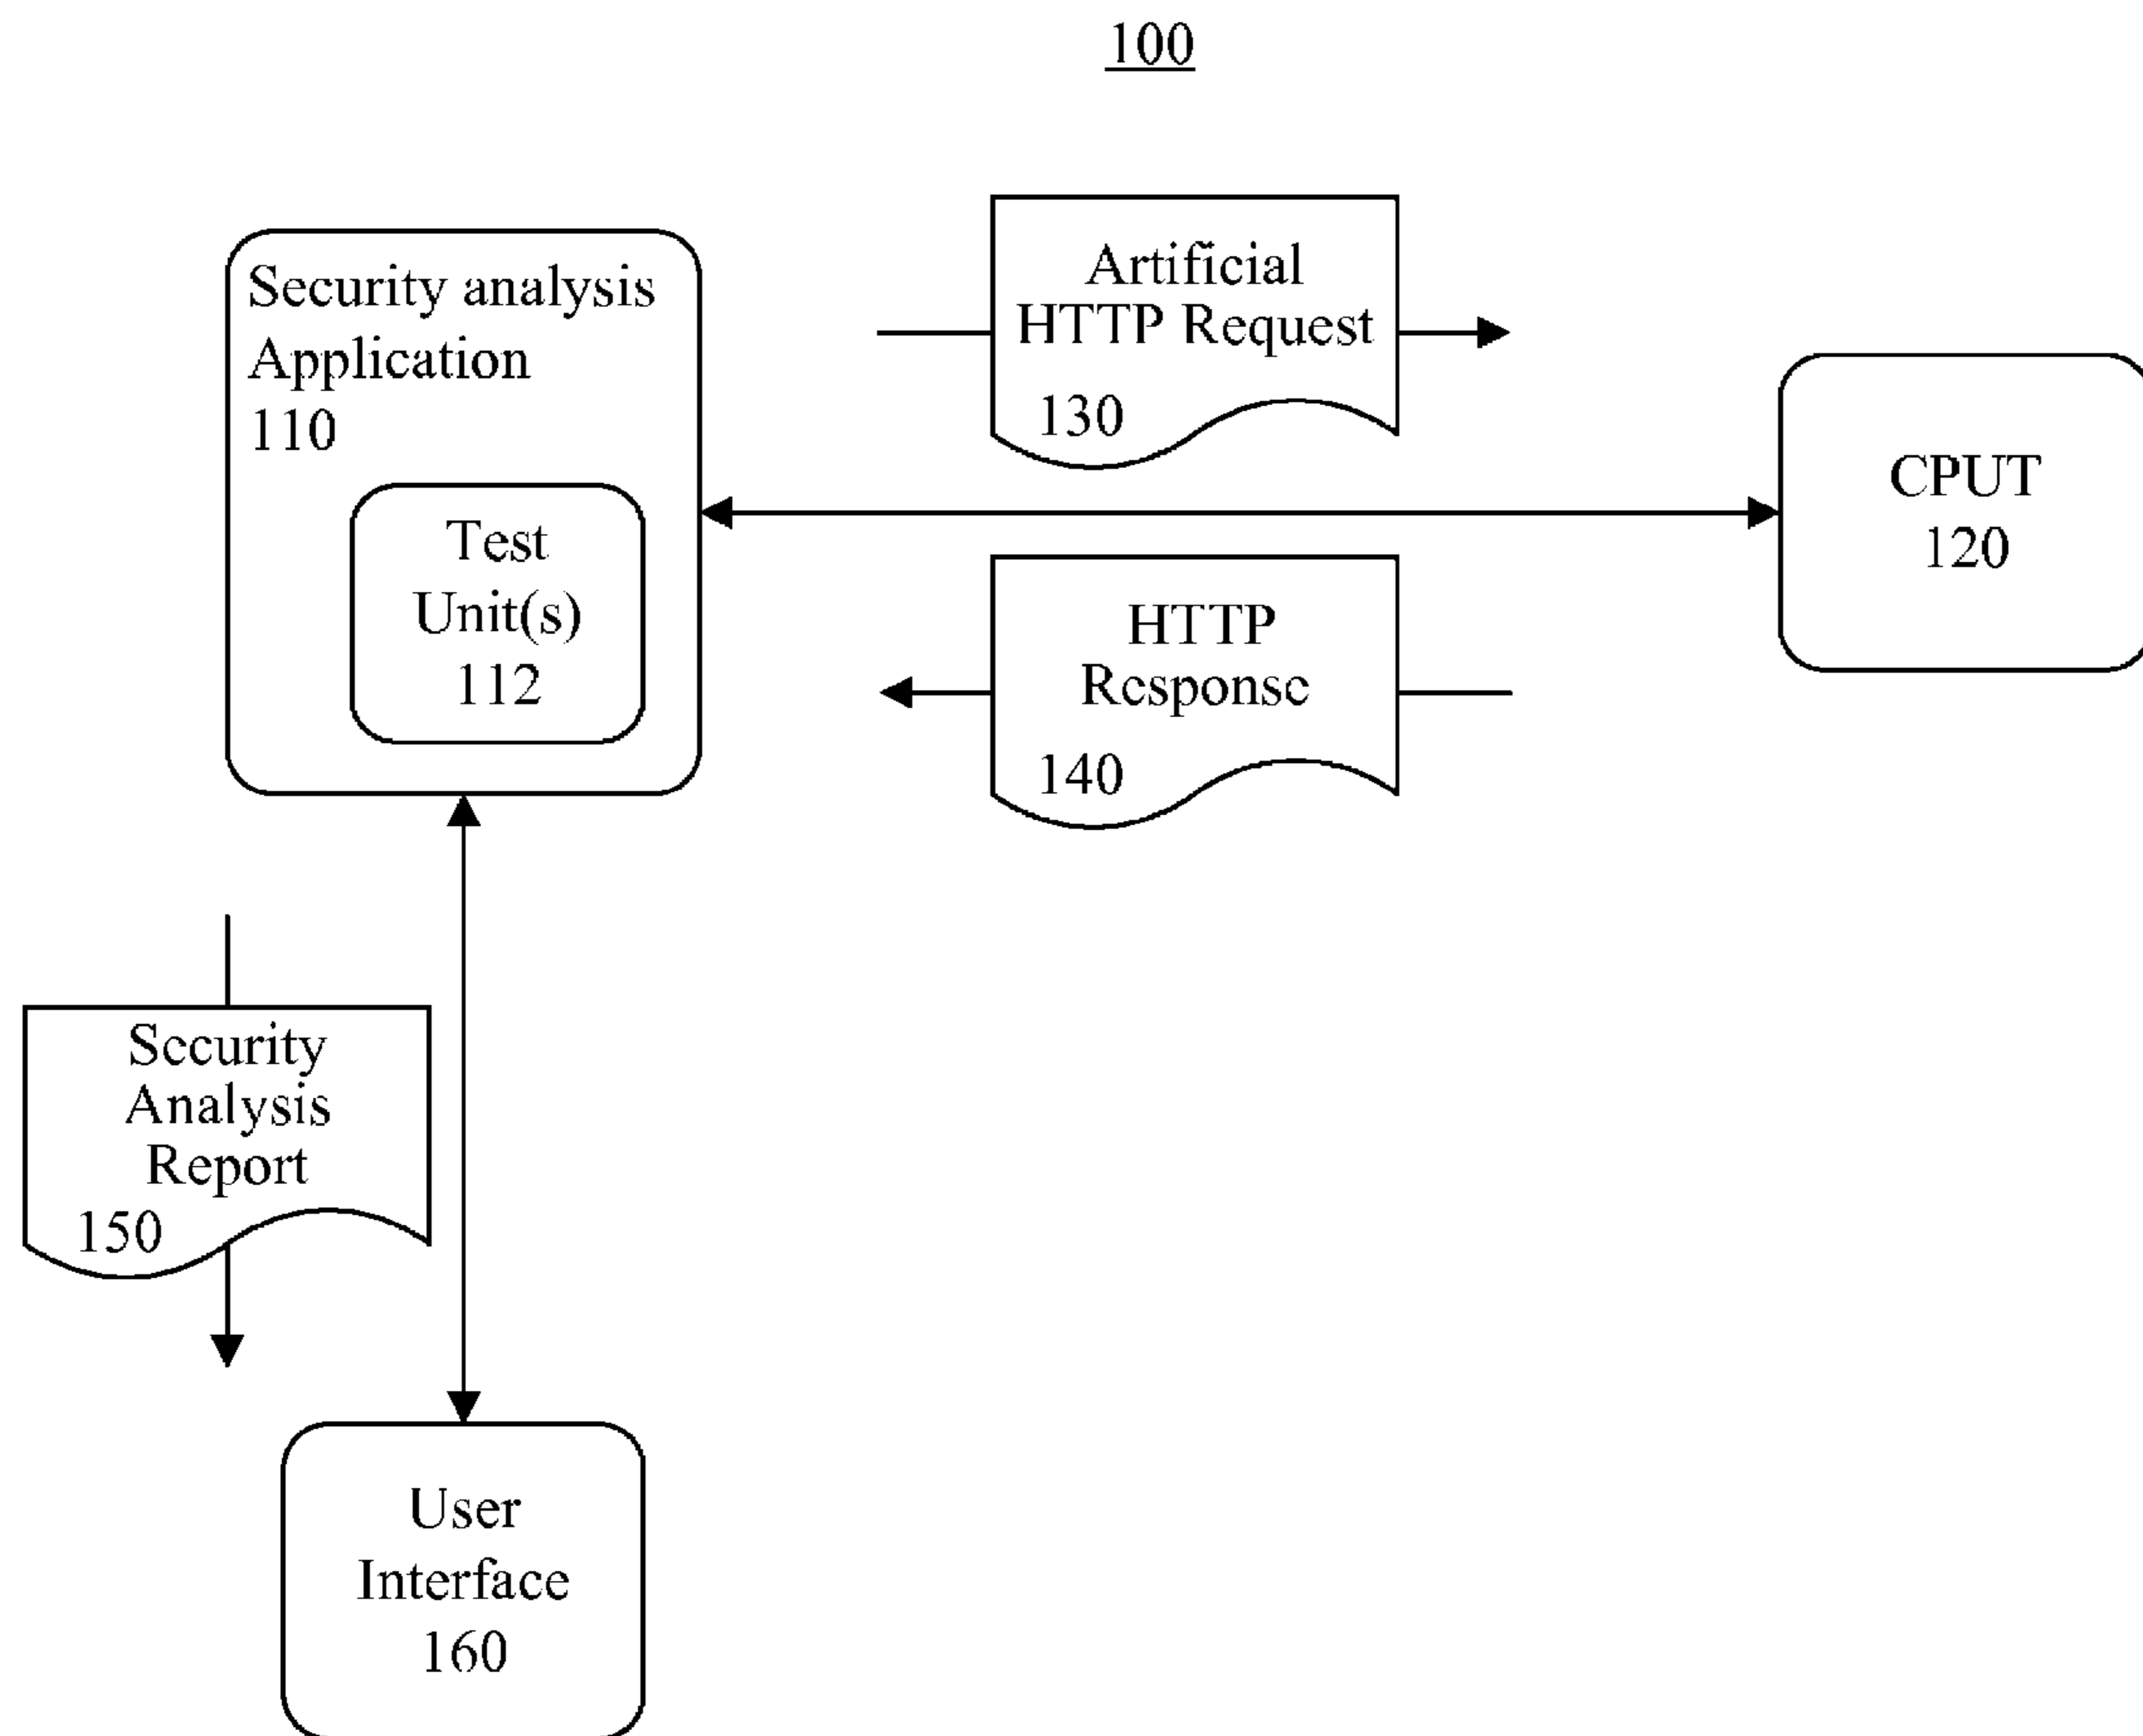 100
Security analysis
Application
110
Test
Unit(s)
112
Artificial
HTTP Request
130
CPUT
120
HTTP
Response
140
Security
Analysis
Report
150
User
Interface
160